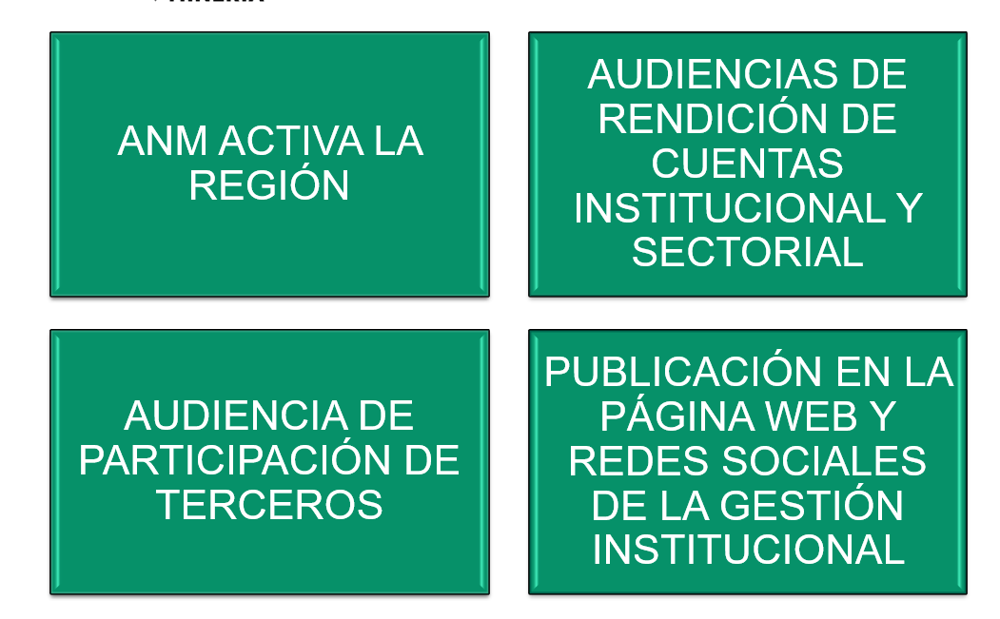 ANM ACTIVA LA
REGIÓN
AUDIENCIAS DE
RENDICIÓN DE
CUENTAS
INSTITUCIONAL Y
SECTORIAL
AUDIENCIA DE
PARTICIPACIÓN DE
TERCEROS
PUBLICACIÓN EN LA
PÁGINA WEB Y
REDES SOCIALES
DE LA GESTIÓN
INSTITUCIONAL